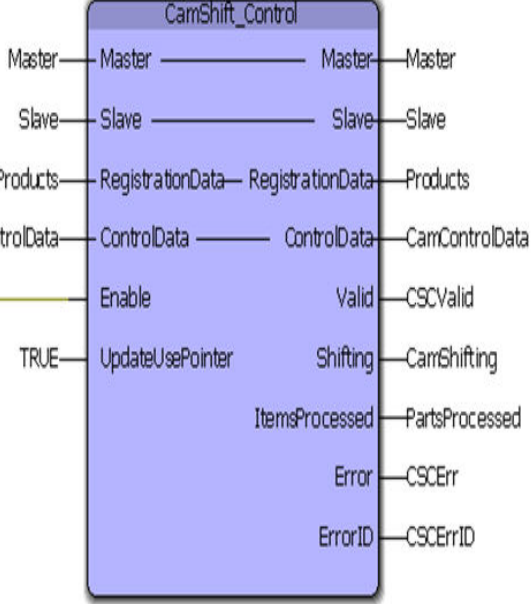 CamShift_Control
Master Master Master Master
Slave Slave Slave Slave
Products RegistrationData RegistrationData Products
trolData ControlData ControlData CamControlData
Enable Valid CSCValid
TRUE UpdateUsePointer Shifting CamShifting
ItemsProcessed PartsProcessed
Error CSCErr
ErrorID CSCErrID